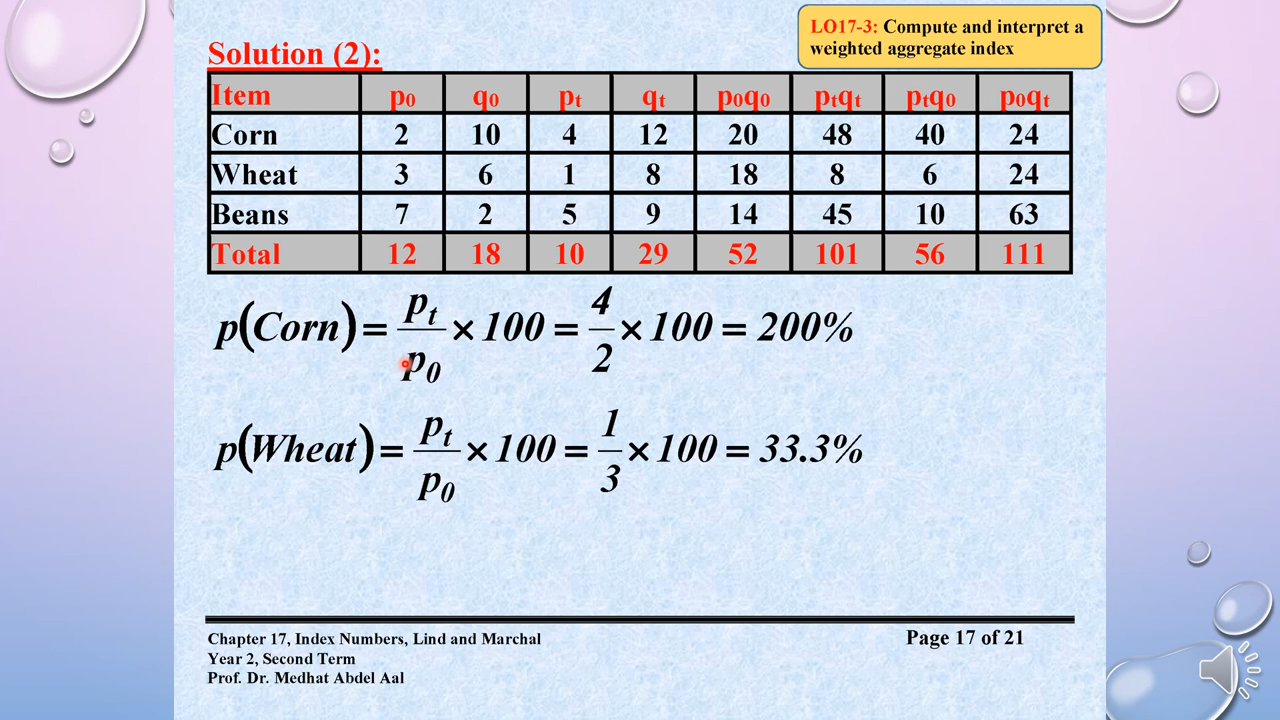 LO17-3: Compute and interpret a
weighted aggregate index
Solution (2):
Item p₀ q₀ pₜ qₜ p₀q₀ pₜqₜ pₜq₀ p₀qₜ
Corn 2 10 4 12 20 48 40 24
Wheat 3 6 1 8 18 8 6 24
Beans 7 2 5 9 14 45 10 63
Total 12 18 10 29 52 101 56 111
p(Corn) = pₜ/p₀ × 100 = 4/2 × 100 = 200%
p(Wheat) = pₜ/p₀ × 100 = 1/3 × 100 = 33.3%
Chapter 17, Index Numbers, Lind and Marchal Page 17 of 21
Year 2, Second Term
Prof. Dr. Medhat Abdel Aal